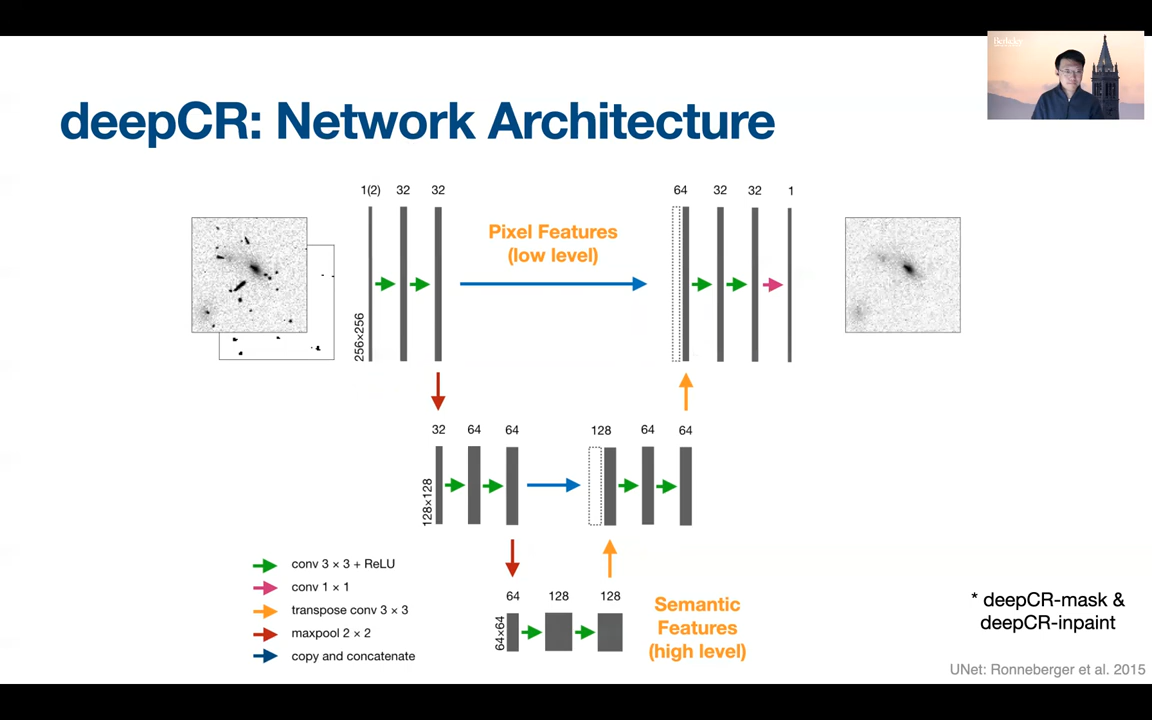 Berkeley
deepCR: Network Architecture
1(2) 32 32
64 32 32 1
Pixel Features
(low level)
256×256
32 64 64
128 64 64
128×128
64 128 128
64×64
Semantic
Features
(high level)
conv 3 × 3 + ReLU
conv 1 × 1
transpose conv 3 × 3
maxpool 2 × 2
copy and concatenate
* deepCR-mask &
deepCR-inpaint
UNet: Ronneberger et al. 2015